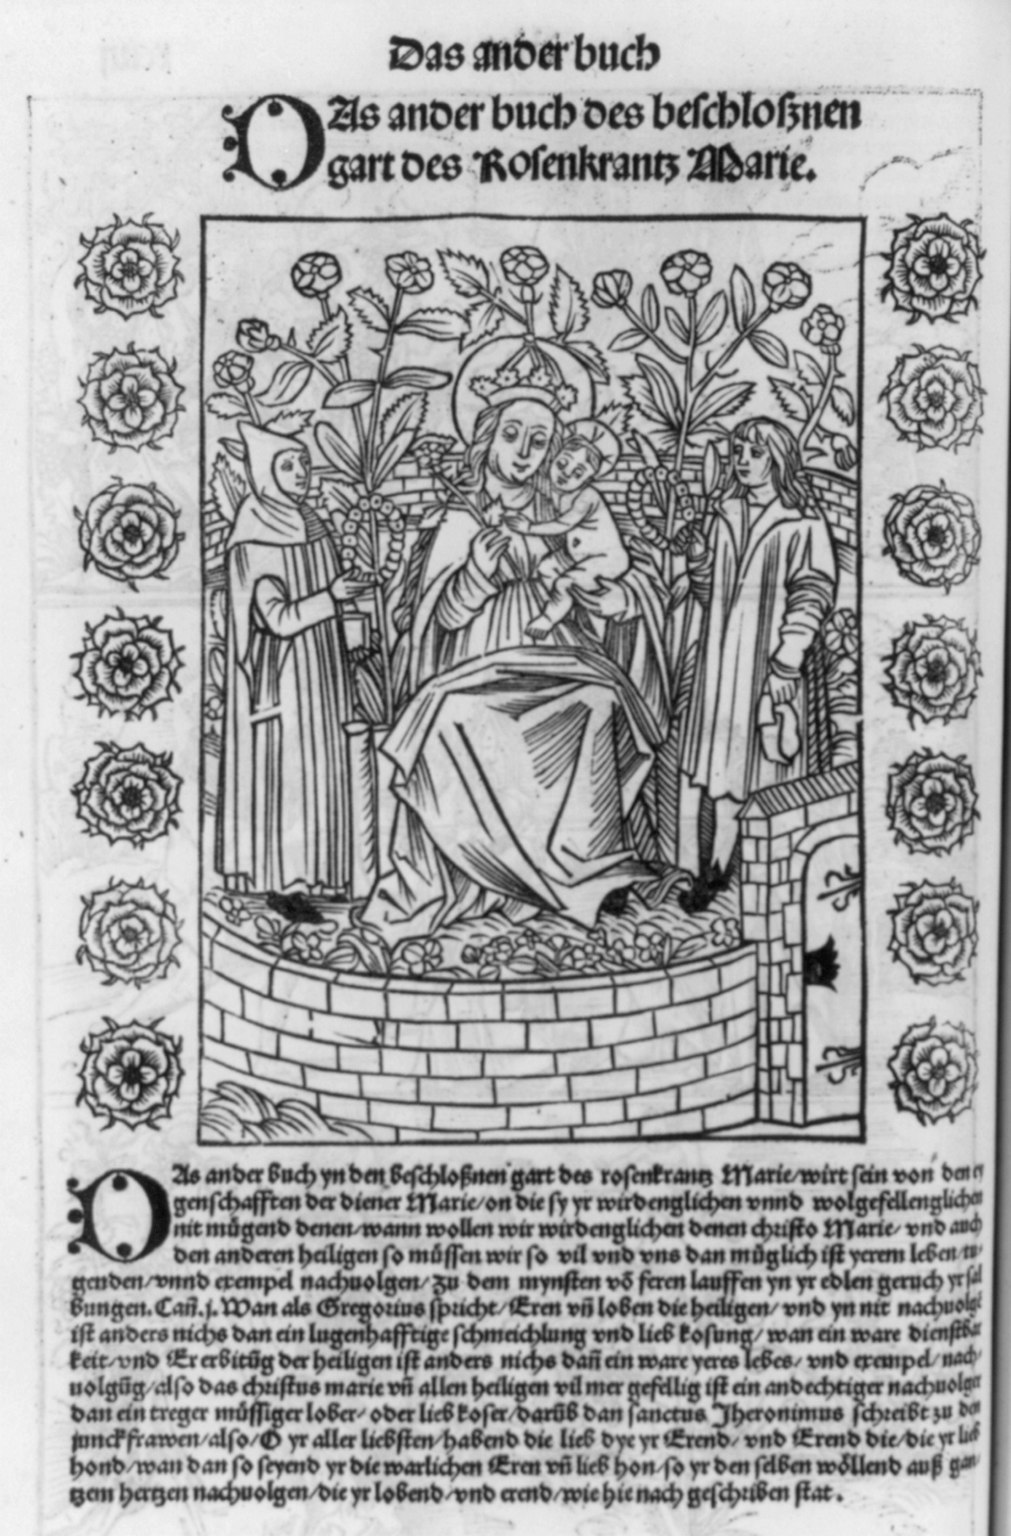 Das ander buch
DAs ander buch des beschloßnen
gart des Rosenkrantz Marie.
DAs ander buch yn den beschloßnen gart des rosenkrantz Marie/wirt sein von den ey
genschafften der diener Marie/on die sy yr wirdenglichen vnnd wolgefellenglichen
nit mügend denen/wann wollen wir wirdenglichen denen christo Marie/ vnd auch
den anderen heiligen so müssen wir so vil vnd vns dan müglich ist yerem leben/tu-
genden/vnnd exempel nachuolgen/zu dem mynsten vō feren lauffen yn yr edlen geruch yr sal
bungen. Cañ.j. Wan als Gregorius spricht/Eren vñ loben die heiligen/ vnd yn nit nachuolgē
ist anders nichs dan ein lugenhafftige schmeichlung vnd lieb kosung/ wan ein ware dienstbar
keit/vnd Er erbitūg der heiligen ist anders nichs dañ ein ware yeres lebēs/ vnd exempel/nach/
uolgūg/also das christus marie vñ allen heiligen vil mer gefellig ist ein andechtiger nachuolger
dan ein treger müssiger lober/ oder lieb koser/darūb dan sanctus Jheronimus schreibt zu den
junckfrawen/also/O yr aller liebsten/habend die lieb dye yr Erend/ vnd Erend die/die yr lieb
hond/wan dan so seyend yr die warlichen Eren vñ lieb hon/so yr den selben wöllend auß gan/
tzem hertzen nachuolgen/die yr lobend/vnd erend/wie hie nach geschriben stat.